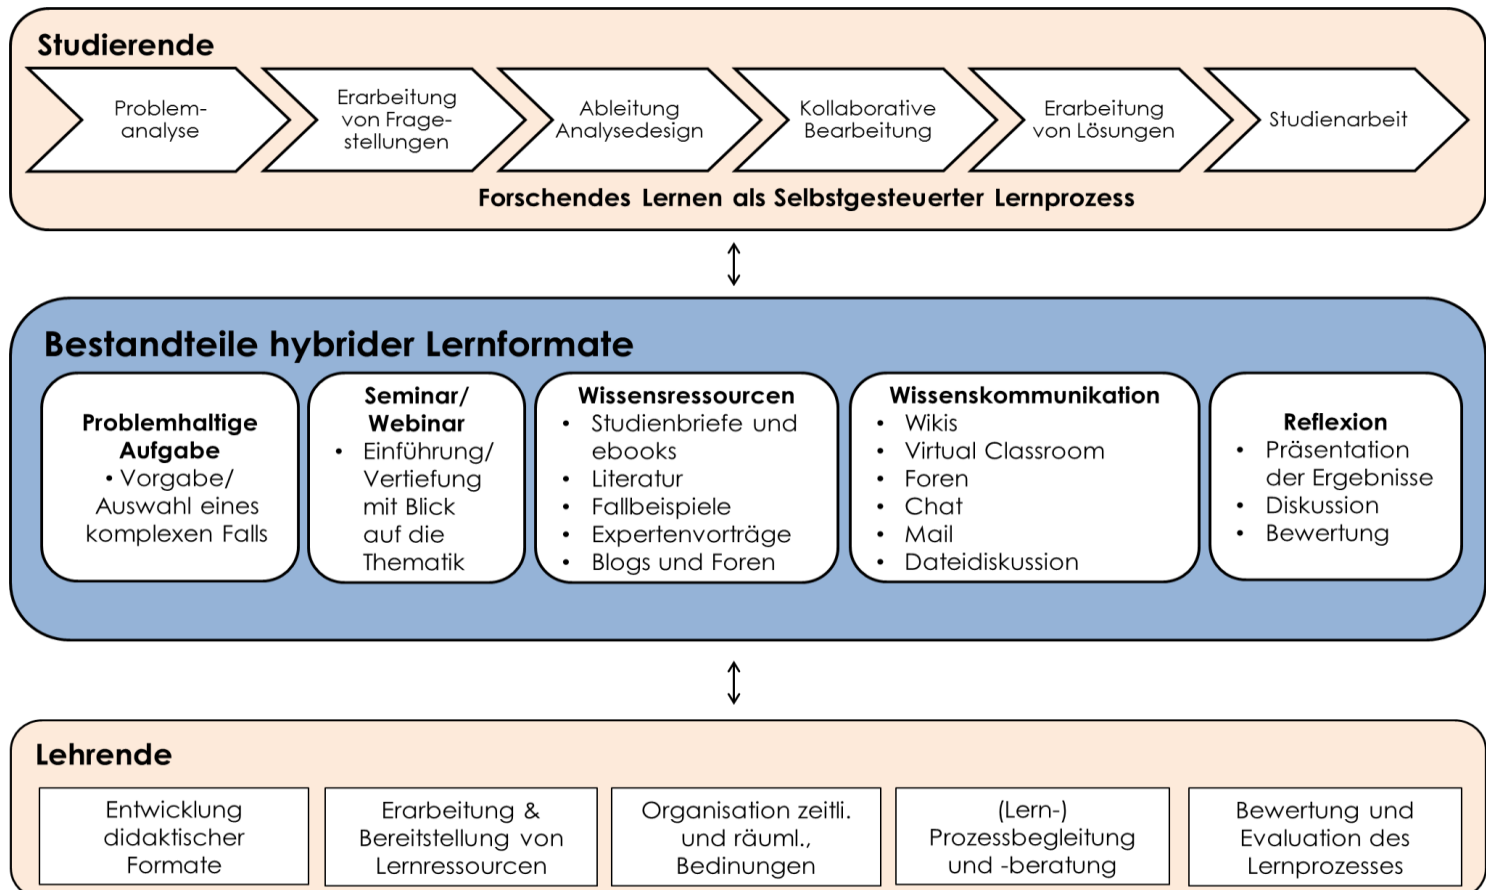 Studierende
Problem-
analyse
Erarbeitung
von Frage-
stellungen
Ableitung
Analysedesign
Kollaborative
Bearbeitung
Erarbeitung
von Lösungen
Studienarbeit
Forschendes Lernen als Selbstgesteuerter Lernprozess
Bestandteile hybrider Lernformate
Problemhaltige
Aufgabe
• Vorgabe/
Auswahl eines
komplexen Falls
Seminar/
Webinar
• Einführung/
Vertiefung
mit Blick
auf die
Thematik
Wissensressourcen
• Studienbriefe und
ebooks
• Literatur
• Fallbeispiele
• Expertenvorträge
• Blogs und Foren
Wissenskommunikation
• Wikis
• Virtual Classroom
• Foren
• Chat
• Mail
• Dateidiskussion
Reflexion
• Präsentation
der Ergebnisse
• Diskussion
• Bewertung
Lehrende
Entwicklung
didaktischer
Formate
Erarbeitung &
Bereitstellung von
Lernressourcen
Organisation zeitli.
und räuml.,
Bedinungen
(Lern-)
Prozessbegleitung
und -beratung
Bewertung und
Evaluation des
Lernprozesses